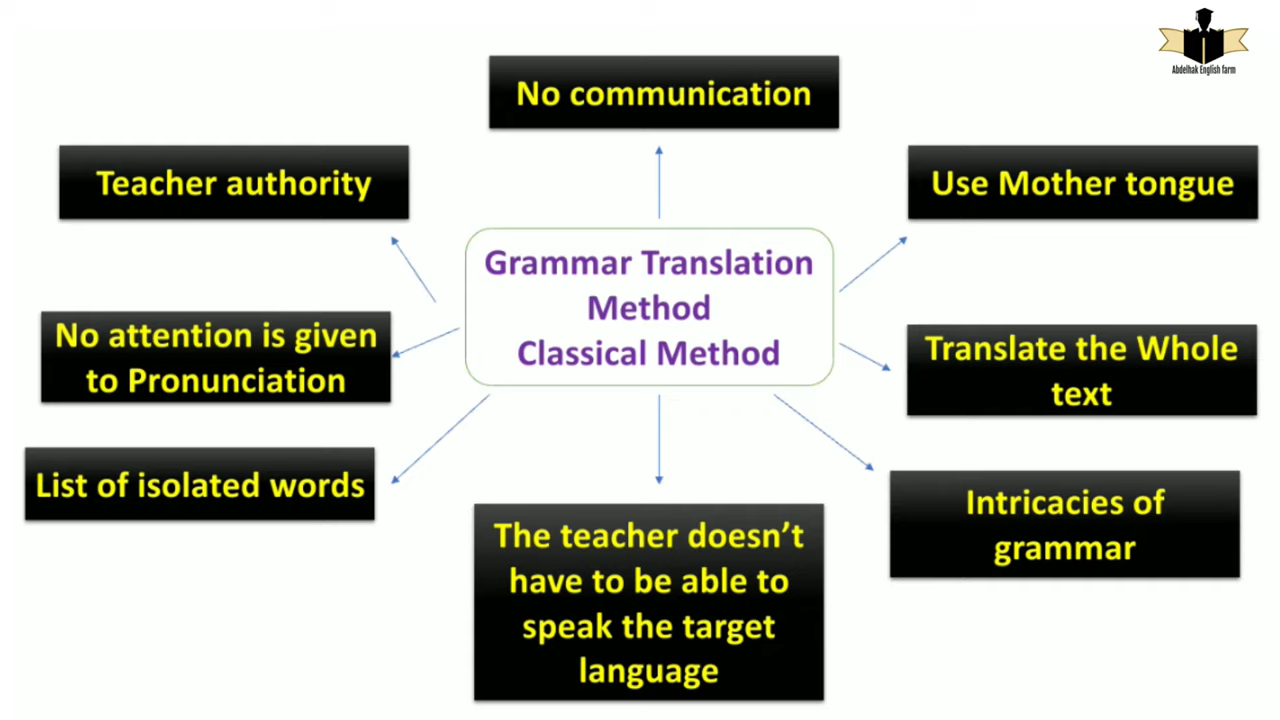 Abdelhak English farm
No communication
Teacher authority
Use Mother tongue
Grammar Translation
Method
Classical Method
No attention is given
to Pronunciation
Translate the Whole
text
List of isolated words
Intricacies of
grammar
The teacher doesn’t
have to be able to
speak the target
language